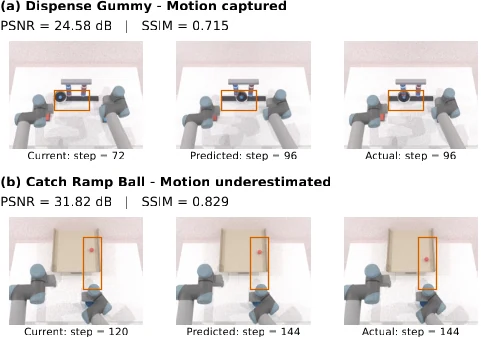 (a) Dispense Gummy - Motion captured
PSNR = 24.58 dB | SSIM = 0.715
Current: step = 72
Predicted: step = 96
Actual: step = 96
(b) Catch Ramp Ball - Motion underestimated
PSNR = 31.82 dB | SSIM = 0.829
Current: step = 120
Predicted: step = 144
Actual: step = 144